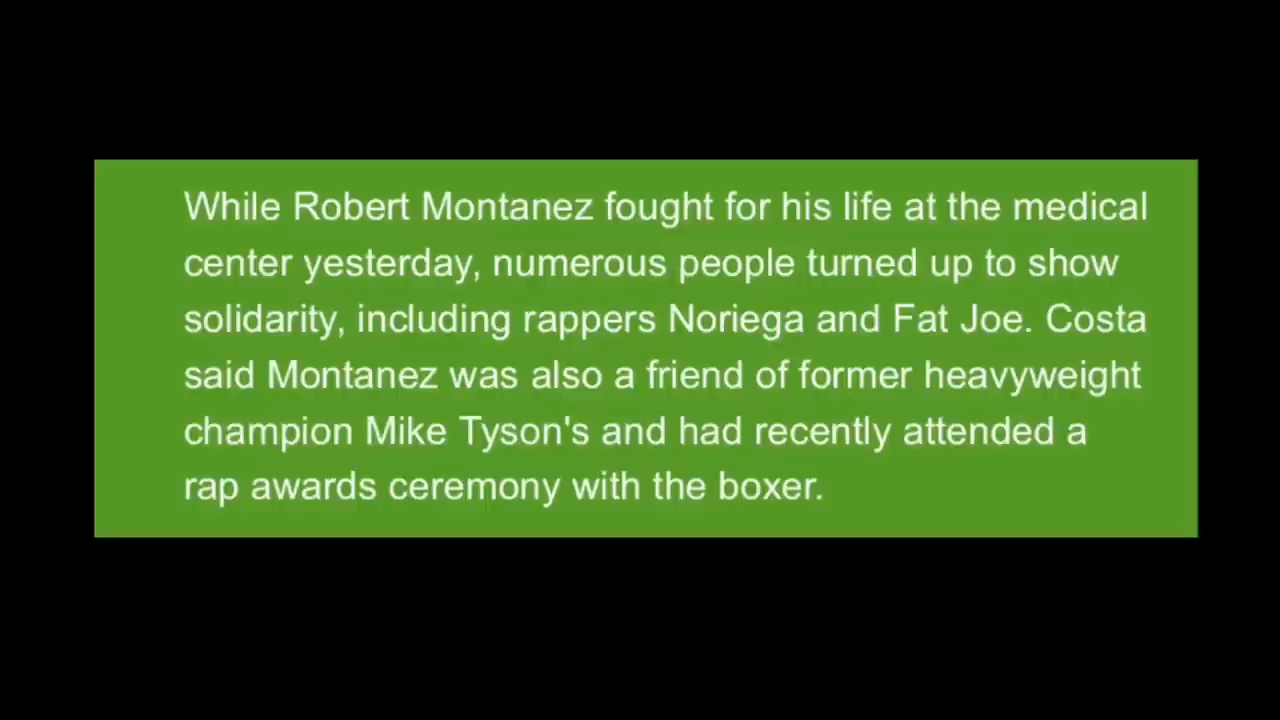 While Robert Montanez fought for his life at the medical
center yesterday, numerous people turned up to show
solidarity, including rappers Noriega and Fat Joe. Costa
said Montanez was also a friend of former heavyweight
champion Mike Tyson's and had recently attended a
rap awards ceremony with the boxer.